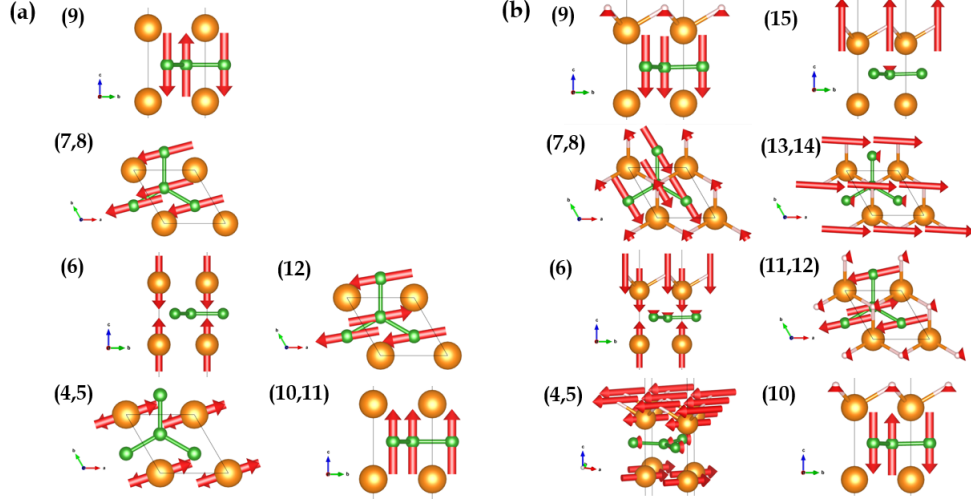 (a)
(9)
c
b
(7,8)
b
a
(6)
c
b
(12)
b
a
(4,5)
b
a
(10,11)
c
b
(b)
(9)
c
b
(15)
c
b
(7,8)
b
a
(13,14)
b
a
(6)
c
b
(11,12)
b
a
(4,5)
c
a
(10)
c
b